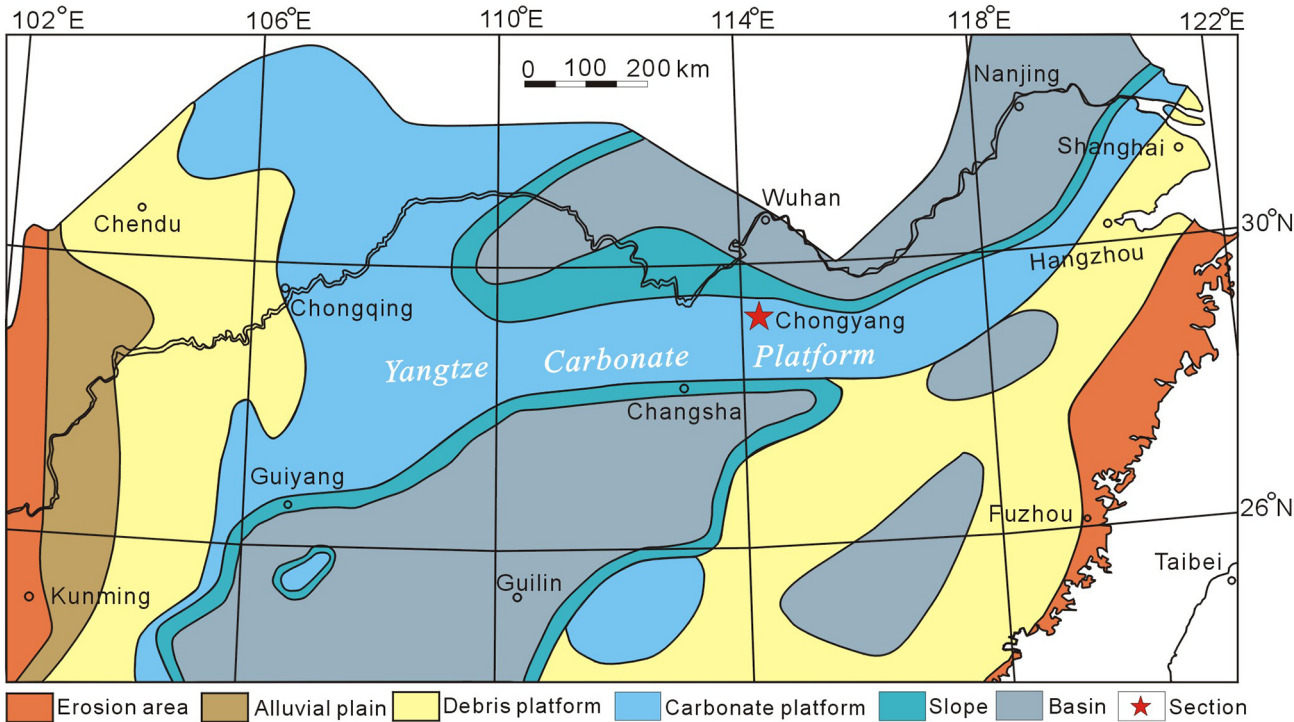 102°E 106°E 110°E 114°E 118°E 122°E
0 100 200 km
Nanjing
Shanghai
Wuhan
Chendu
30°N
Hangzhou
Chongqing
Chongyang
Yangtze Carbonate Platform
Changsha
Guiyang
26°N
Fuzhou
Taibei
Guilin
Kunming
Erosion area Alluvial plain Debris platform Carbonate platform Slope Basin Section